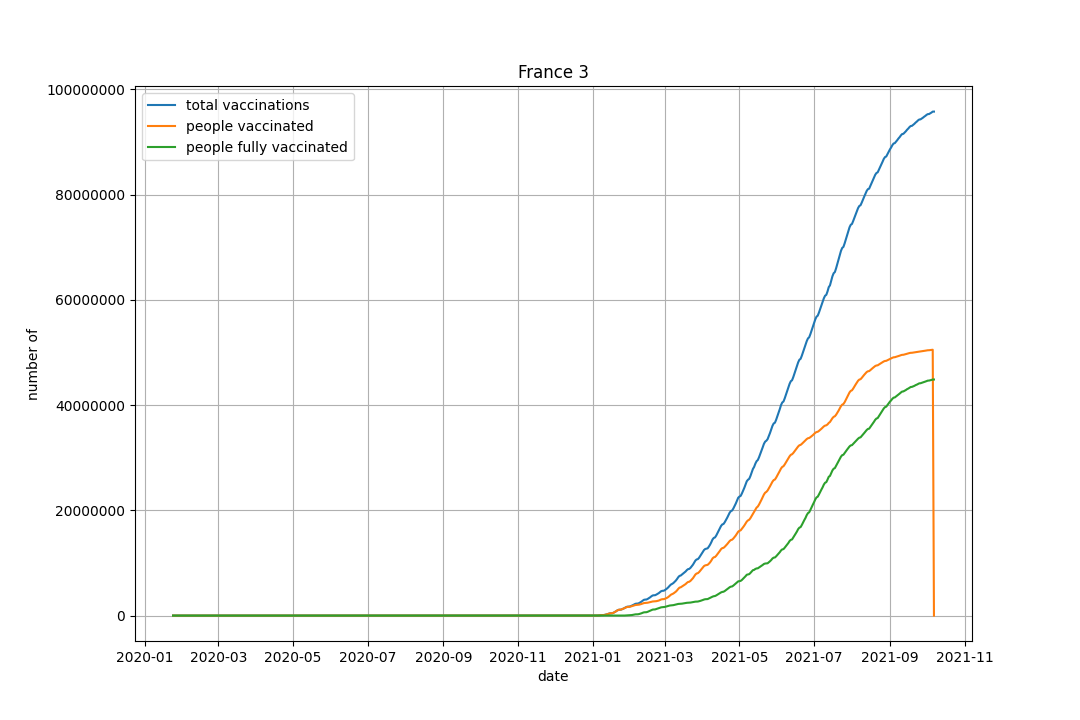 France 3
total vaccinations
people vaccinated
people fully vaccinated
number of
100000000
80000000
60000000
40000000
20000000
0
2020-01 2020-03 2020-05 2020-07 2020-09 2020-11 2021-01 2021-03 2021-05 2021-07 2021-09 2021-11
date